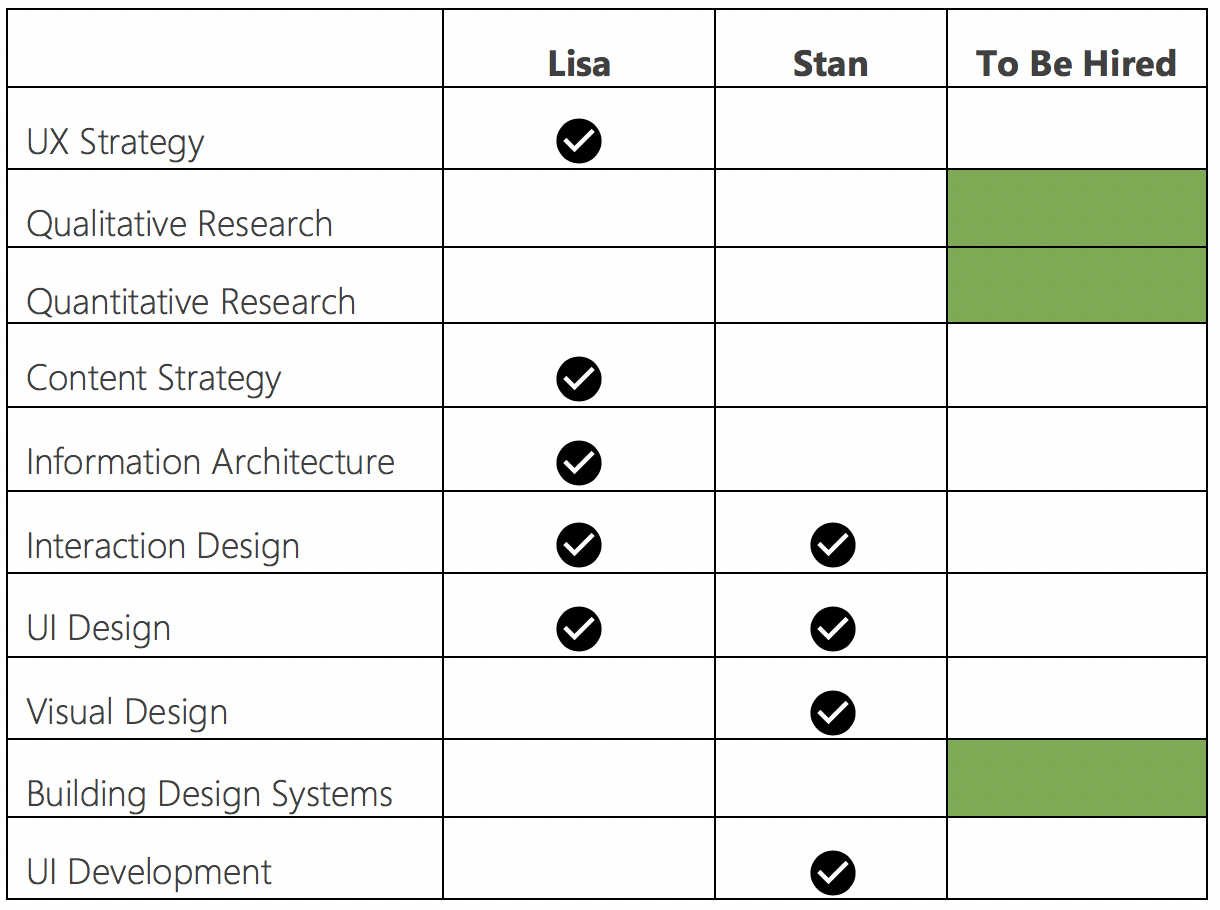 Lisa Stan To Be Hired
UX Strategy
Qualitative Research
Quantitative Research
Content Strategy
Information Architecture
Interaction Design
UI Design
Visual Design
Building Design Systems
UI Development